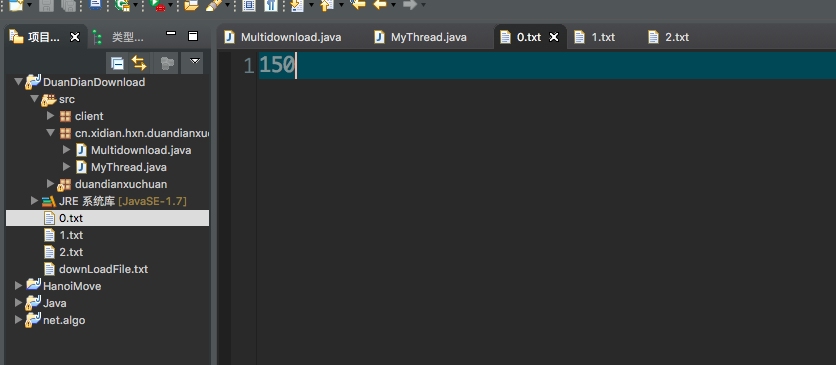 项目...
类型...
Multidownload.java
MyThread.java
0.txt
1.txt
2.txt
1 150
DuanDianDownload
src
client
cn.xidian.hxn.duandianxu
Multidownload.java
MyThread.java
duandianxuchuan
JRE 系统库 [JavaSE-1.7]
0.txt
1.txt
2.txt
downLoadFile.txt
HanoiMove
Java
net.algo